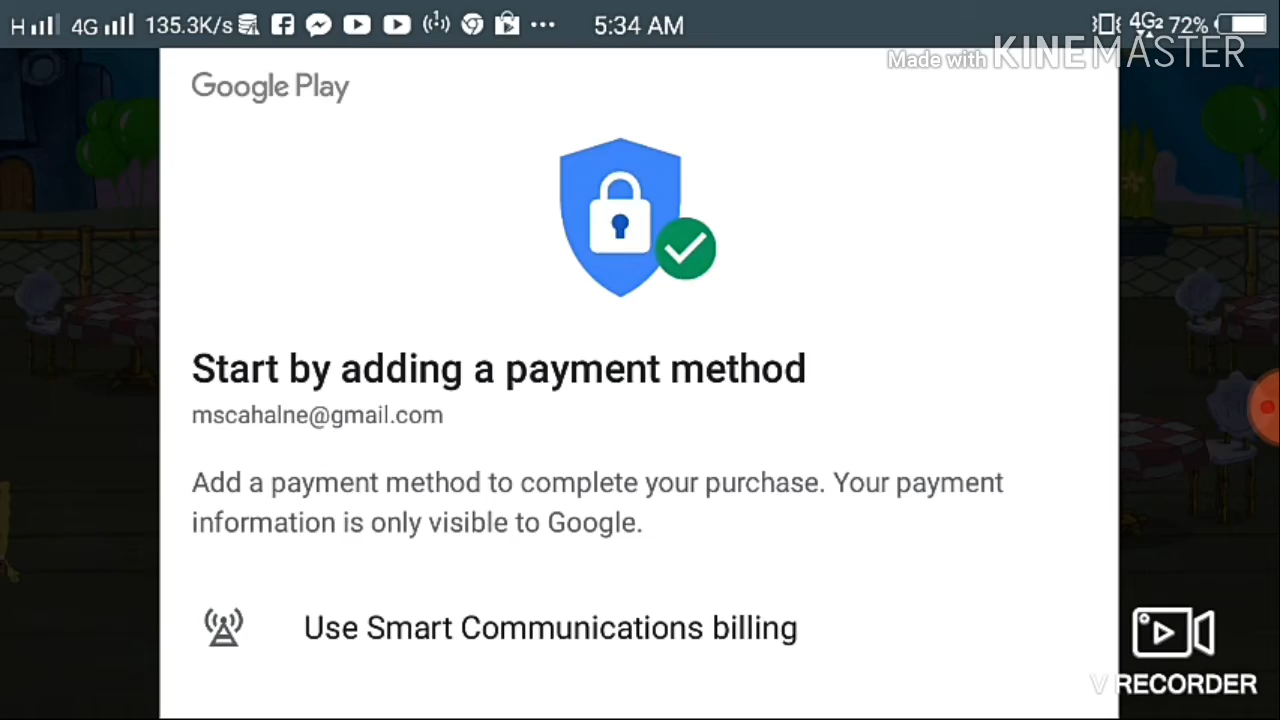 H 4G 135.3K/s 5:34 AM 4G2 72%
Made with KINEMASTER
Google Play
Start by adding a payment method
mscahalne@gmail.com
Add a payment method to complete your purchase. Your payment
information is only visible to Google.
Use Smart Communications billing
V RECORDER